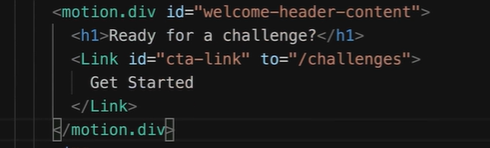 <motion.div id="welcome-header-content">
<h1>Ready for a challenge?</h1>
<Link id="cta-link" to="/challenges">
Get Started
</Link>
</motion.div>